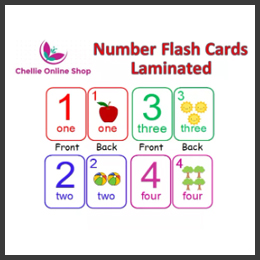 Number Flash Cards
Laminated
Chellie Online Shop
1
one
1
one
3
three
3
three
Front
Back
Front
Back
2
two
2
two
4
four
4
four